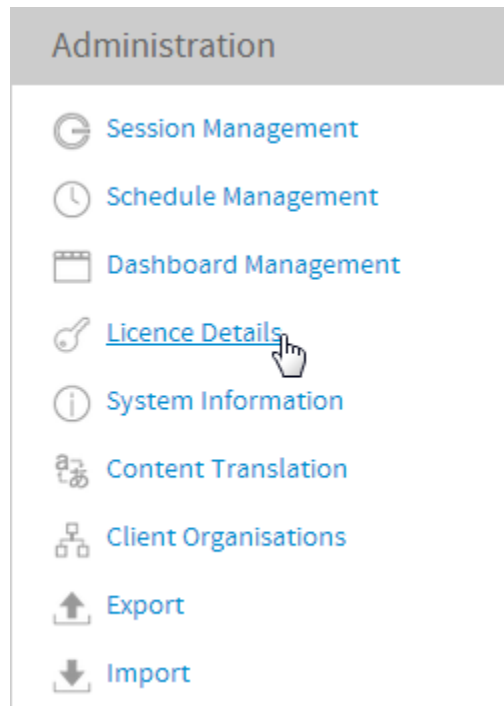 Administration
Session Management
Schedule Management
Dashboard Management
Licence Details
System Information
Content Translation
Client Organisations
Export
Import